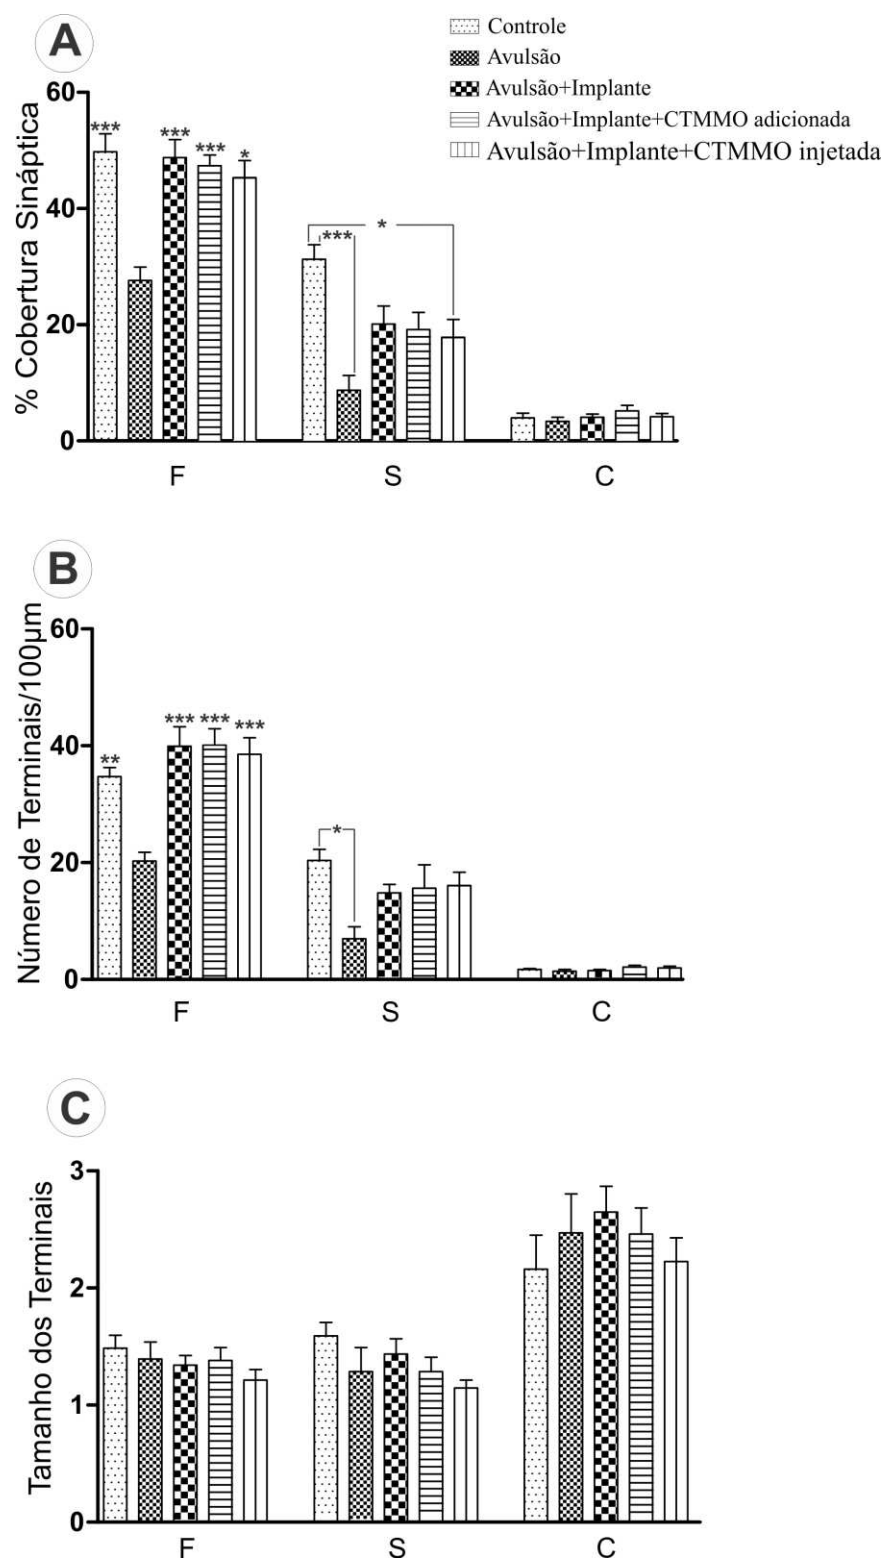 A
Controle
Avulsão
Avulsão+Implante
Avulsão+Implante+CTMMO adicionada
Avulsão+Implante+CTMMO injetada
% Cobertura Sináptica
60
40
20
0
*** *** *** *
*** *
F S C
B
Número de Terminais/100µm
60
40
20
0
** *** *** ***
*
F S C
C
Tamanho dos Terminais
3
2
1
0
F S C